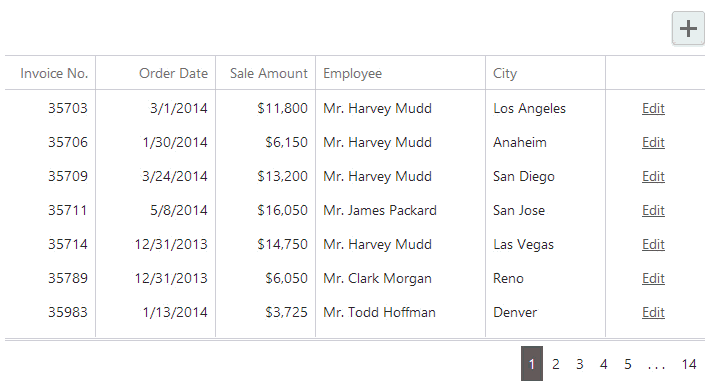 +
Invoice No. Order Date Sale Amount Employee City
35703 3/1/2014 $11,800 Mr. Harvey Mudd Los Angeles Edit
35706 1/30/2014 $6,150 Mr. Harvey Mudd Anaheim Edit
35709 3/24/2014 $13,200 Mr. Harvey Mudd San Diego Edit
35711 5/8/2014 $16,050 Mr. James Packard San Jose Edit
35714 12/31/2013 $14,750 Mr. Harvey Mudd Las Vegas Edit
35789 12/31/2013 $6,050 Mr. Clark Morgan Reno Edit
35983 1/13/2014 $3,725 Mr. Todd Hoffman Denver Edit
1 2 3 4 5 ... 14